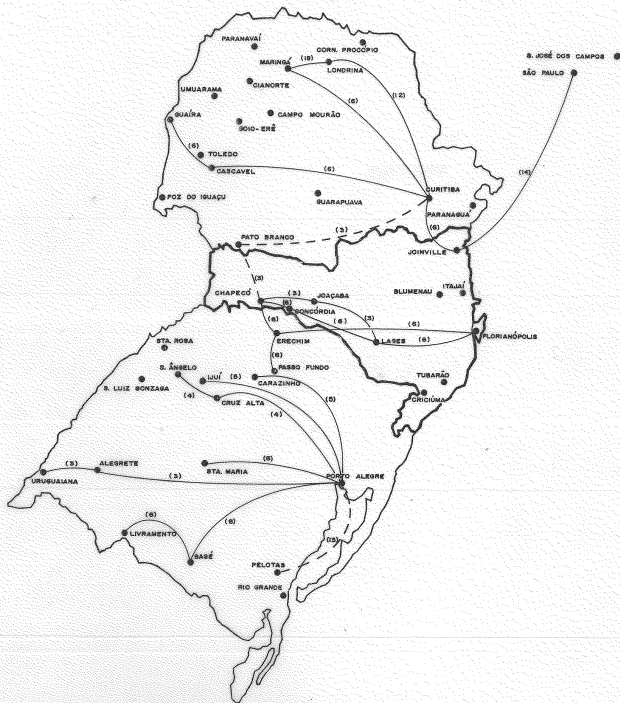 PARANAVAÍ
CORN. PROCÓPIO
MARINGÁ
(18)
LONDRINA
S. JOSÉ DOS CAMPOS
SÃO PAULO
CIANORTE
UMUARAMA
(6)
(12)
GUAÍRA
CAMPO MOURÃO
GOIO-ERÊ
(6)
TOLEDO
CASCAVEL
(6)
(14)
FOZ DO IGUAÇU
GUARAPUAVA
CURITIBA
PARANAGUÁ
(6)
(3)
PATO BRANCO
JOINVILLE
(3)
CHAPECÓ
(3)
JOAÇABA
BLUMENAU
ITAJAÍ
(6)
CONCÓRDIA
(6)
(6)
(3)
(6)
ERECHIM
LAGES
(6)
FLORIANÓPOLIS
STA. ROSA
(6)
S. ÂNGELO
IJUÍ
(5)
PASSO FUNDO
CARAZINHO
TUBARÃO
S. LUIZ GONZAGA
(4)
CRUZ ALTA
(5)
CRICIÚMA
(4)
(3)
ALEGRETE
STA. MARIA
(6)
URUGUAIANA
(3)
PORTO ALEGRE
(6)
(6)
LIVRAMENTO
(15)
BAGÉ
PELOTAS
RIO GRANDE